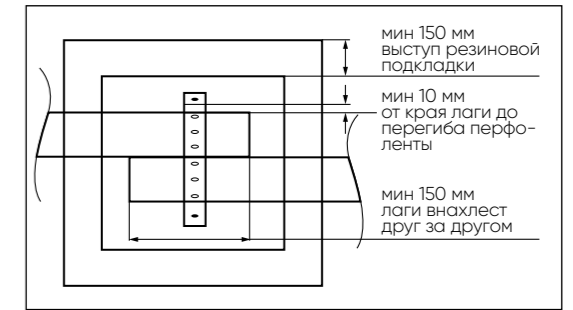 мин 150 мм
выступ резиновой
подкладки
мин 10 мм
от края лаги до
перегиба перфо-
ленты
мин 150 мм
лаги внахлест
друг за другом